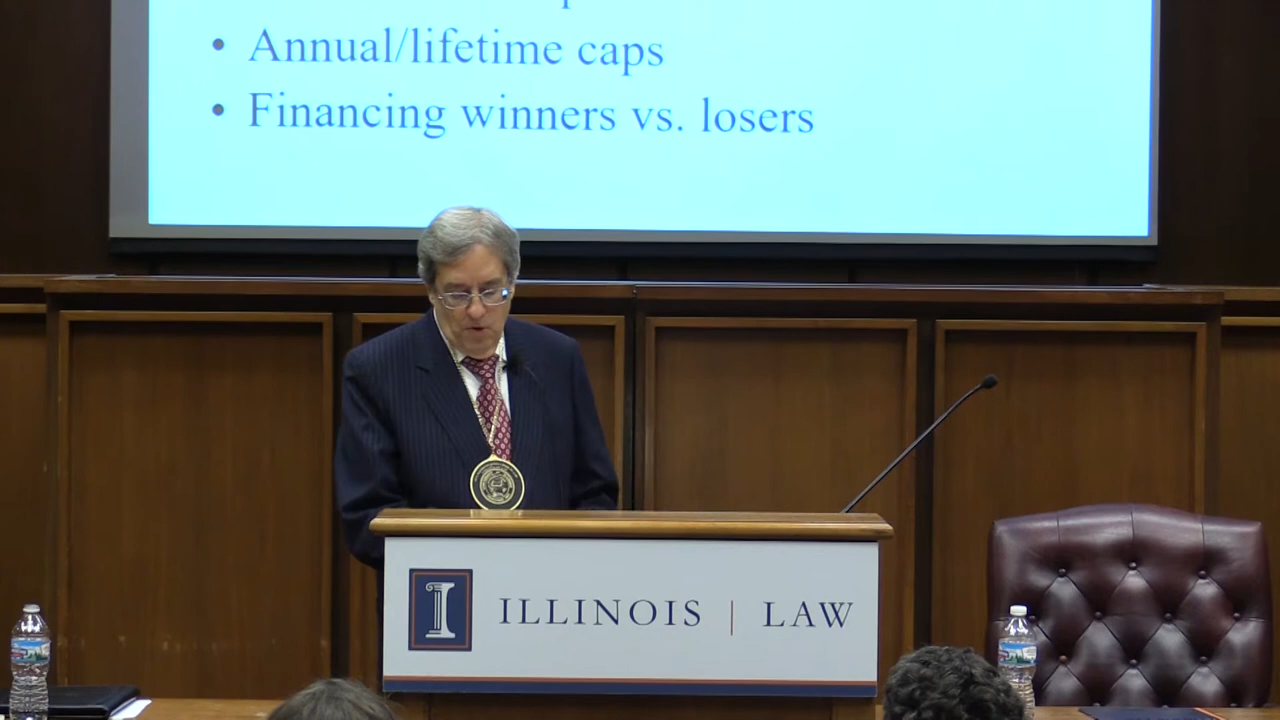 • Annual/lifetime caps
• Financing winners vs. losers
I ILLINOIS | LAW